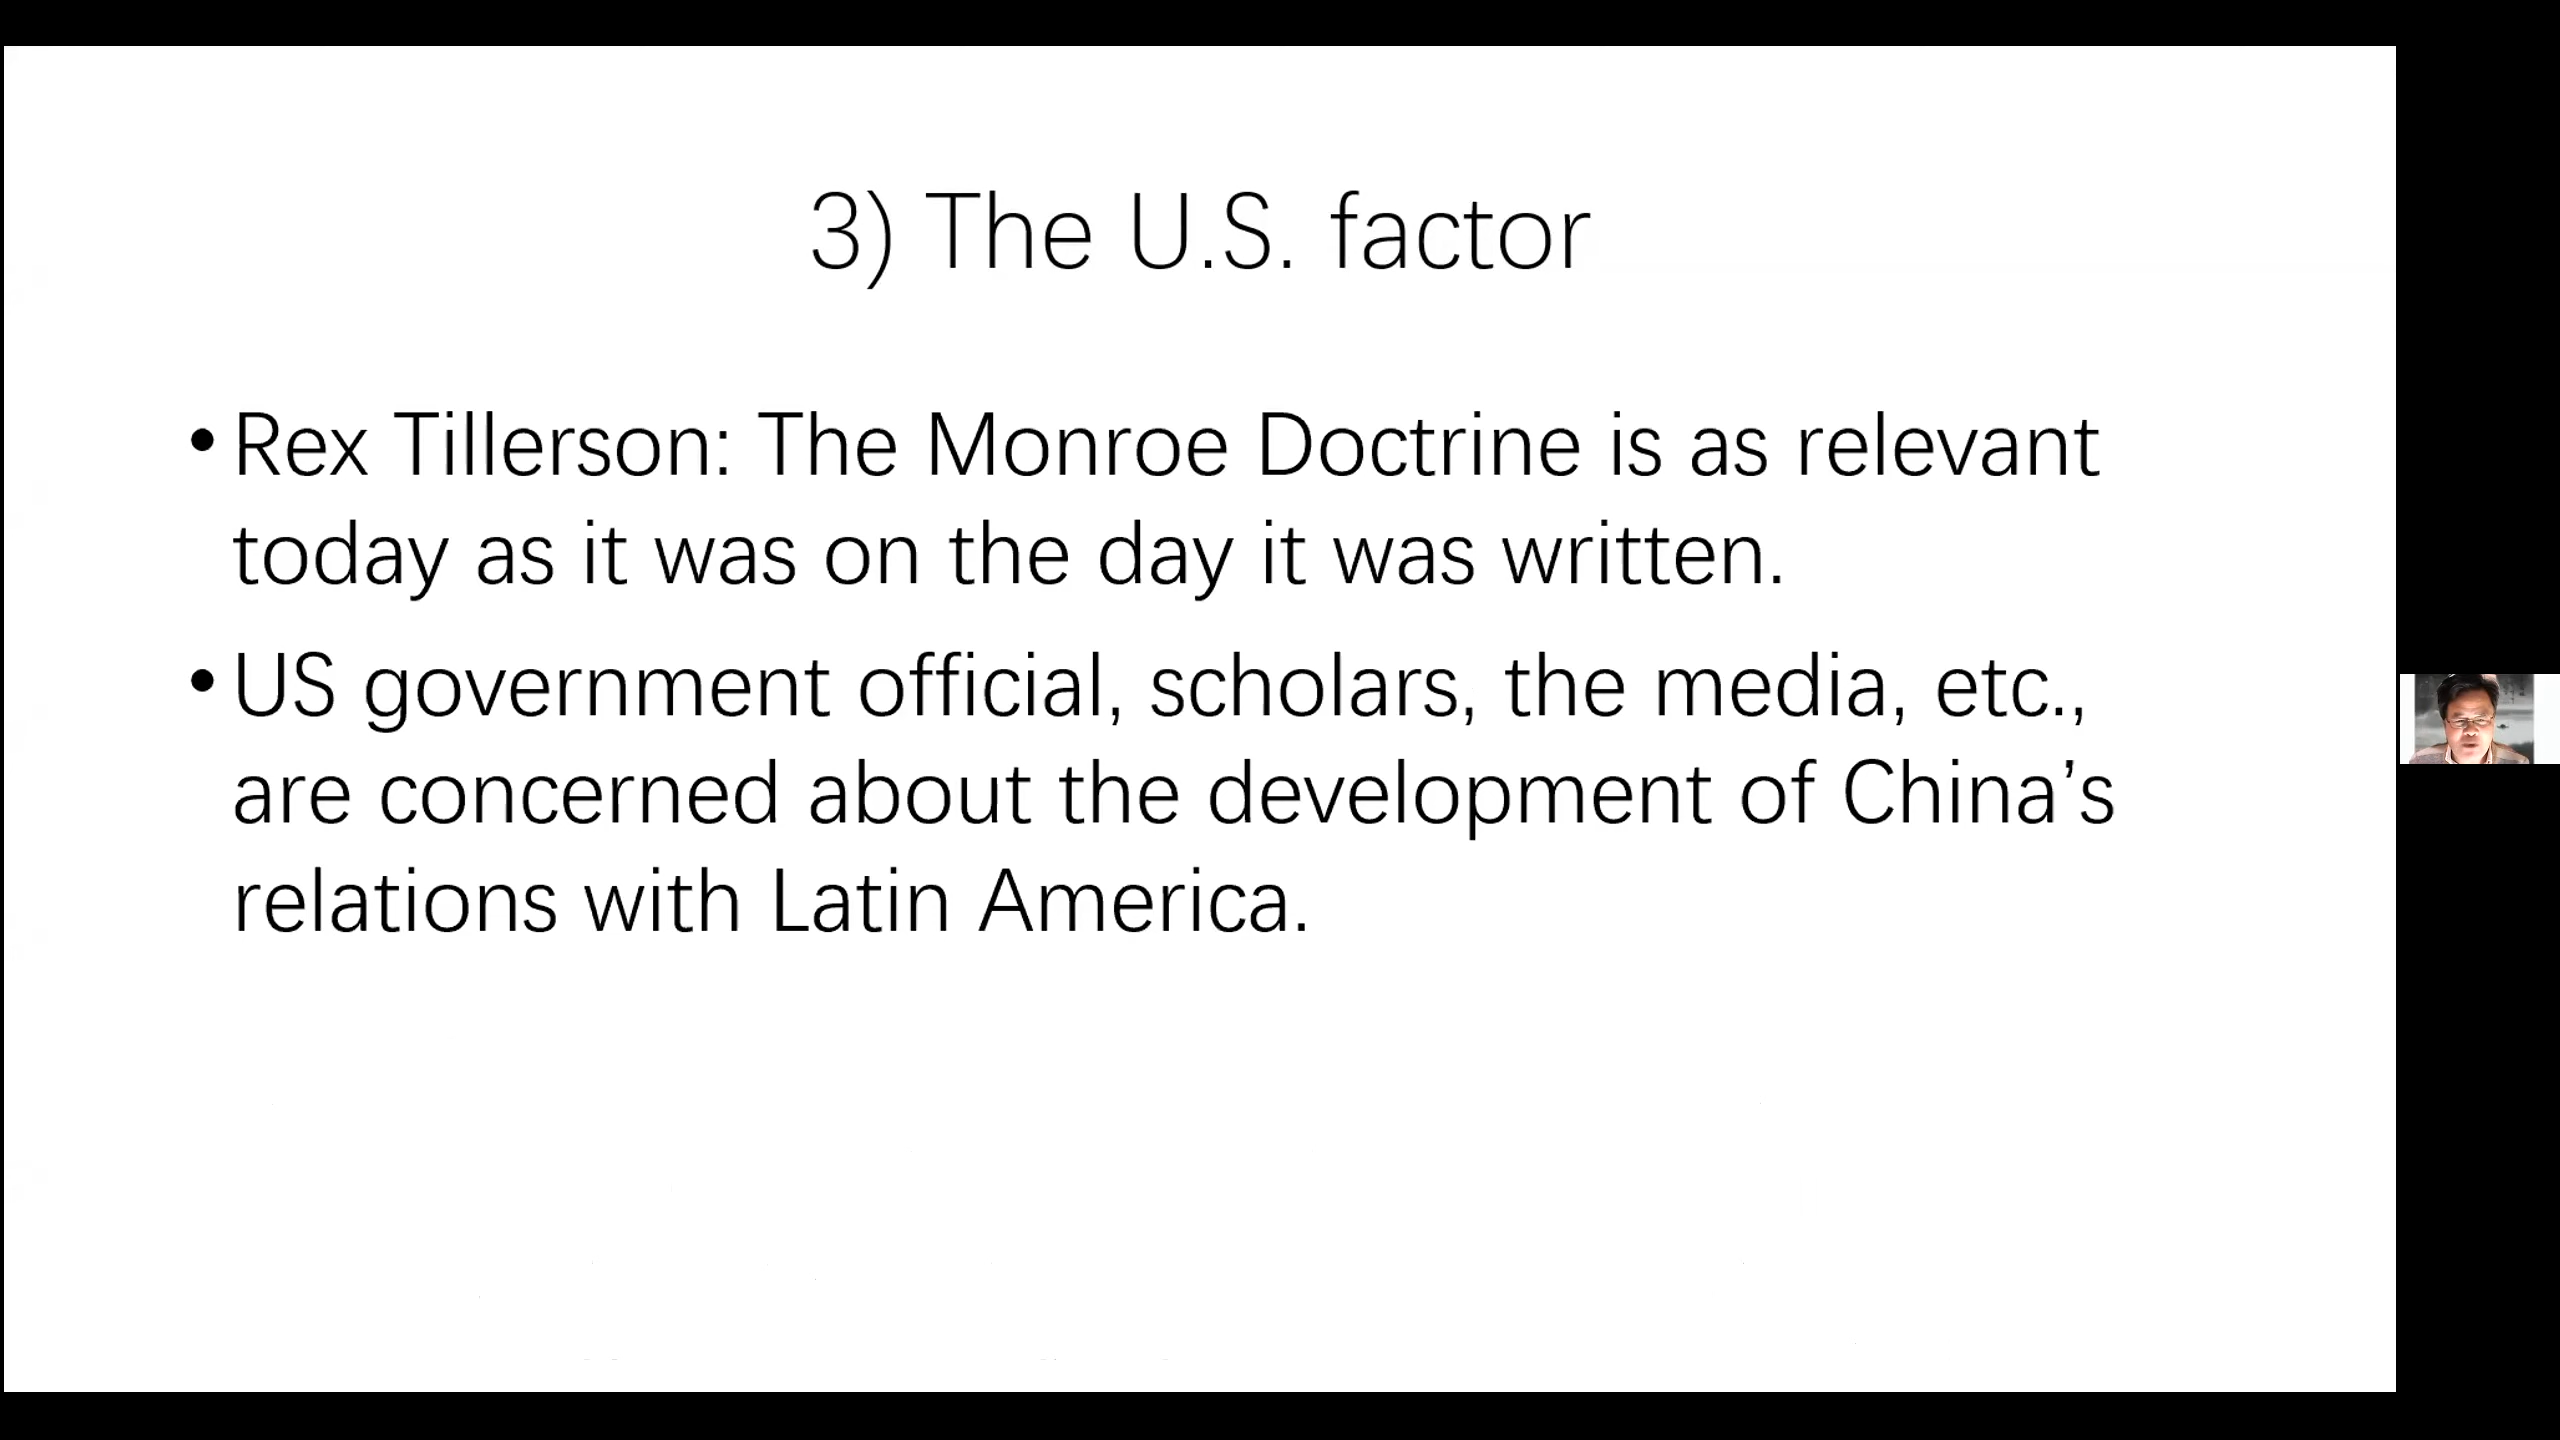 3) The U.S. factor
• Rex Tillerson: The Monroe Doctrine is as relevant
today as it was on the day it was written.
• US government official, scholars, the media, etc.,
are concerned about the development of China’s
relations with Latin America.